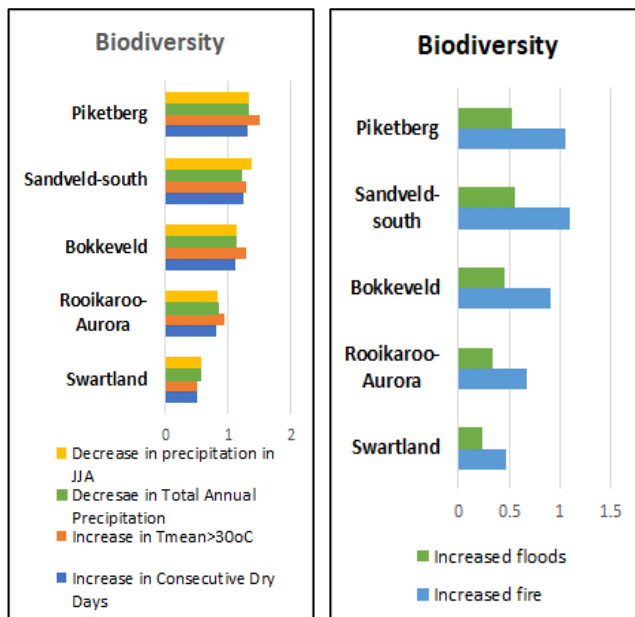 Biodiversity
Piketberg
Sandveld-south
Bokkeveld
Rooikaroo-
Aurora
Swartland
0 1 2
Decrease in precipitation in
JJA
Decresae in Total Annual
Precipitation
Increase in Tmean>30oC
Increase in Consecutive Dry
Days
Biodiversity
Piketberg
Sandveld-
south
Bokkeveld
Rooikaroo-
Aurora
Swartland
0 0.5 1 1.5
Increased floods
Increased fire